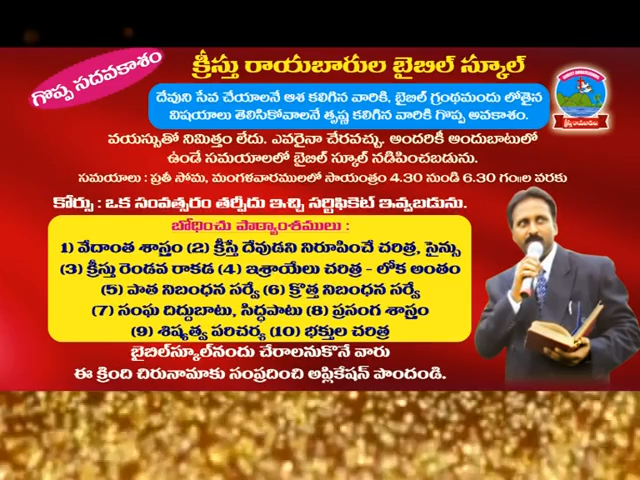 గొప్ప సదవకాశం
క్రీస్తు రాయబారుల బైబిల్ స్కూల్
దేవుని సేవ చేయాలనే ఆశ కలిగిన వారికి, బైబిల్ గ్రంథమందు లోతైన
విషయాలు తెలిసికోవాలనే తృష్ణ కలిగిన వారికి గొప్ప అవకాశం.
క్రీస్తు రాయబారులు
వయస్సుతో నిమిత్తం లేదు. ఎవరైనా చేరవచ్చు. అందరికీ అందుబాటులో
ఉండే సమయాలలో బైబిల్ స్కూల్ నడిపించబడును.
సమయాలు : ప్రతీ సోమ, మంగళవారములలో సాయంత్రం 4.30 నుండి 6.30 గం॥ల వరకు
కోర్సు : ఒక సంవత్సరం తర్ఫీదు ఇచ్చి సర్టిఫికెట్ ఇవ్వబడును.
బోధించు పాఠ్యాంశములు :
1) వేదాంత శాస్త్రం (2) క్రీస్తే దేవుడని నిరూపించే చరిత్ర, సైన్సు
(3) క్రీస్తు రెండవ రాకడ (4) ఇశ్రాయేలు చరిత్ర - లోక అంతం
(5) పాత నిబంధన సర్వే (6) క్రొత్త నిబంధన సర్వే
(7) సంఘ దిద్దుబాటు, సిద్ధపాటు (8) ప్రసంగ శాస్త్రం
(9) శిష్యత్వ పరిచర్య (10) భక్తుల చరిత్ర
బైబిల్‌స్కూల్‌నందు చేరాలనుకొనే వారు
ఈ క్రింది చిరునామాకు సంప్రదించి అప్లికేషన్ పొందండి.